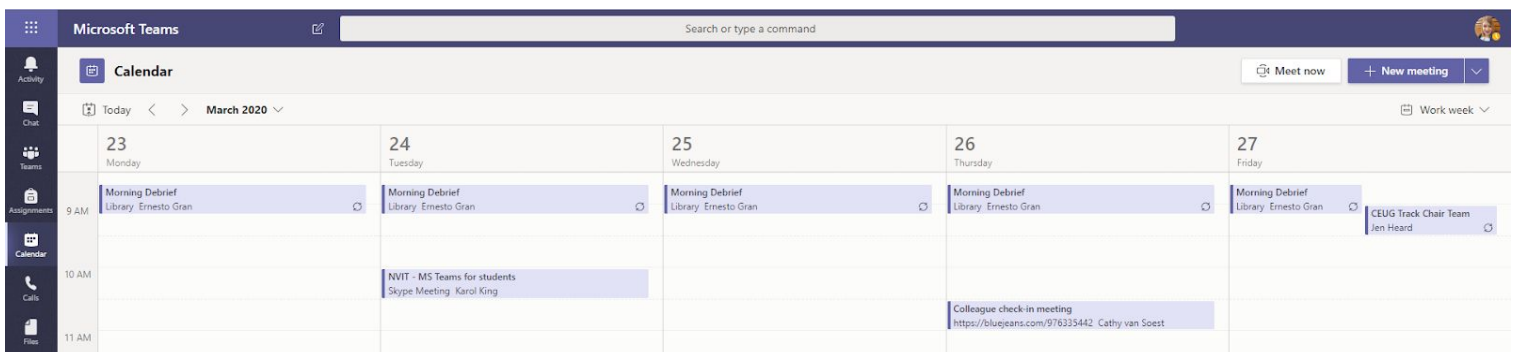 Microsoft Teams
Search or type a command
Activity
Calendar
Meet now
+ New meeting
Chat
Today
March 2020
Work week
Teams
23
Monday
24
Tuesday
25
Wednesday
26
Thursday
27
Friday
Assignments
9 AM
Morning Debrief
Library Ernesto Gran
Morning Debrief
Library Ernesto Gran
Morning Debrief
Library Ernesto Gran
Morning Debrief
Library Ernesto Gran
Morning Debrief
Library Ernesto Gran
CEUG Track Chair Team
Jen Heard
Calendar
10 AM
NVIT - MS Teams for students
Skype Meeting Karol King
Calls
Colleague check-in meeting
https://bluejeans.com/976335442 Cathy van Soest
Files
11 AM